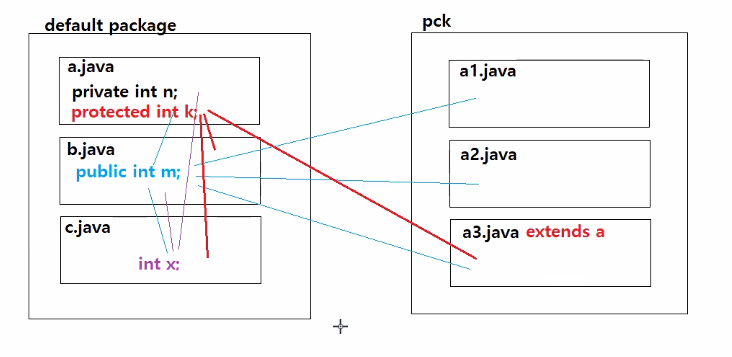 default package
a.java
private int n;
protected int k;
b.java
public int m;
c.java
int x;
pck
a1.java
a2.java
a3.java extends a